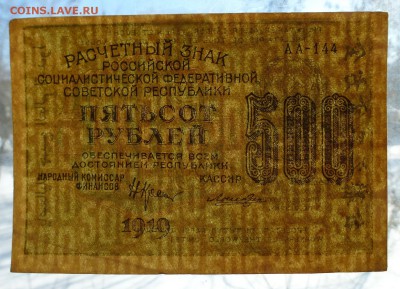 COINS.LAVE.RU
РАСЧЕТНЫЙ ЗНАК
АА-144
РОССИЙСКОЙ
СОЦИАЛИСТИЧЕСКОЙ ФЕДЕРАТИВНОЙ
СОВЕТСКОЙ РЕСПУБЛИКИ
ПЯТЬСОТ
РУБЛЕЙ
500
ОБЕСПЕЧИВАЕТСЯ ВСЕМ
ДОСТОЯНИЕМ РЕСПУБЛИКИ
НАРОДНЫЙ КОМИССАР
ФИНАНСОВ
КАССИР
1919